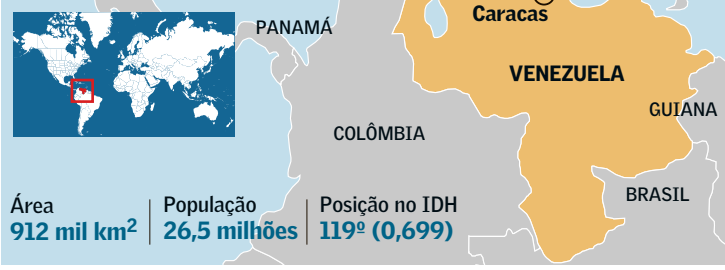 PANAMÁ
Caracas
VENEZUELA
GUIANA
COLÔMBIA
BRASIL
Área
912 mil km²
População
26,5 milhões
Posição no IDH
119º (0,699)